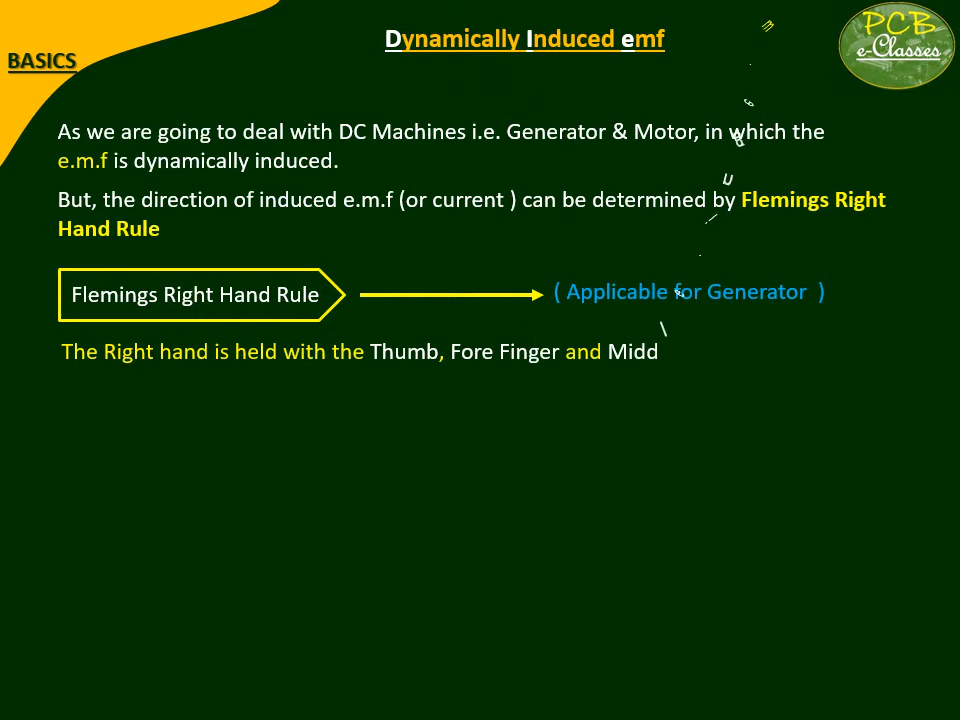 Dynamically Induced emf
PCB
e-Classes
BASICS
As we are going to deal with DC Machines i.e. Generator & Motor, in which the
e.m.f is dynamically induced.
But, the direction of induced e.m.f (or current ) can be determined by Flemings Right
Hand Rule
Flemings Right Hand Rule
( Applicable for Generator )
The Right hand is held with the Thumb, Fore Finger and Midd